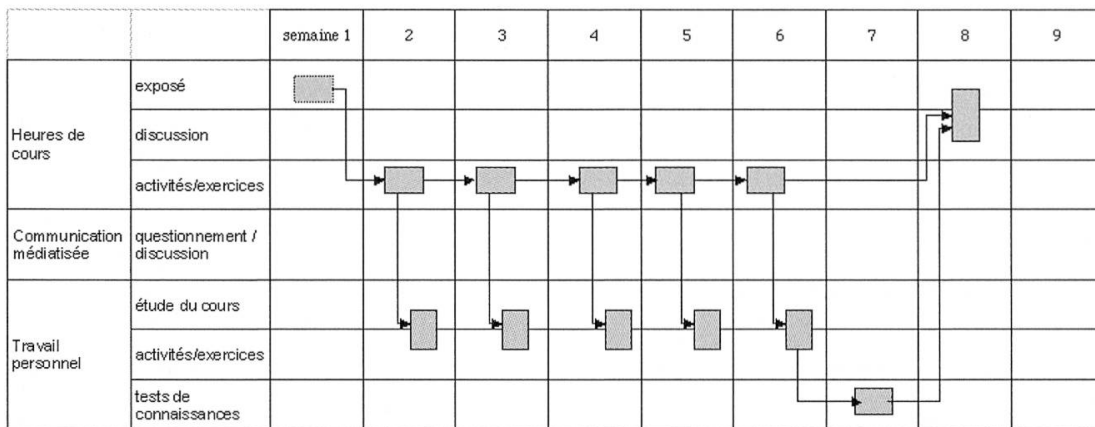 semaine 1 2 3 4 5 6 7 8 9
exposé
Heures de
cours
discussion
activités/exercices
Communication
médiatisée
questionnement /
discussion
étude du cours
Travail
personnel
activités/exercices
tests de
connaissances